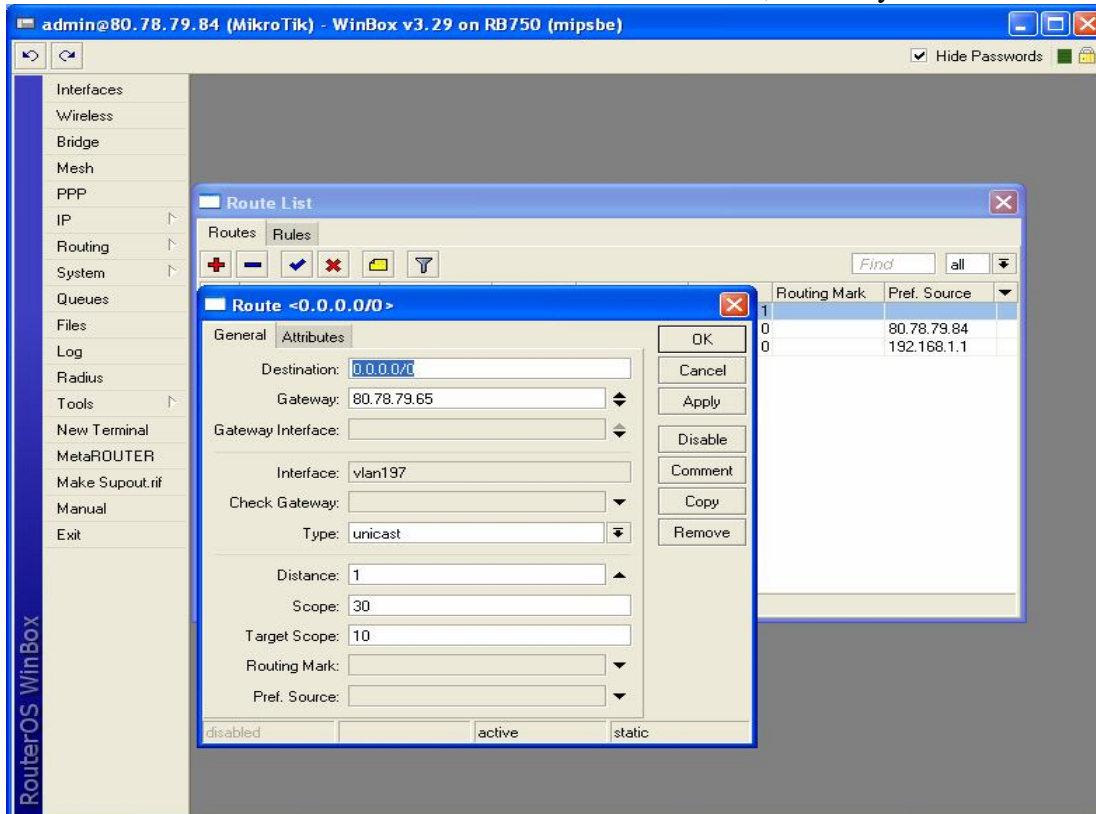 admin@80.78.79.84 (MikroTik) - WinBox v3.29 on RB750 (mipsbe)
Hide Passwords
Interfaces
Wireless
Bridge
Mesh
PPP
IP
Routing
System
Queues
Files
Log
Radius
Tools
New Terminal
MetaROUTER
Make Supout.rif
Manual
Exit
RouterOS WinBox
Route List
Routes Rules
Find all
Routing Mark Pref. Source
1
0 80.78.79.84
0 192.168.1.1
Route <0.0.0.0/0>
General Attributes
Destination: 0.0.0.0/0
Gateway: 80.78.79.65
Gateway Interface:
Interface: vlan197
Check Gateway:
Type: unicast
Distance: 1
Scope: 30
Target Scope: 10
Routing Mark:
Pref. Source:
OK
Cancel
Apply
Disable
Comment
Copy
Remove
disabled active static